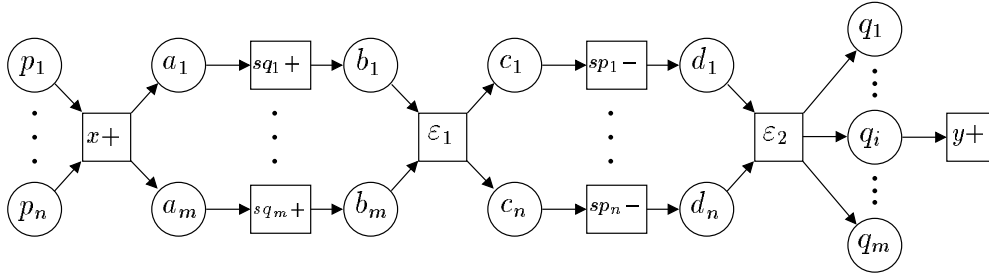 p₁ a₁ sq₁+ b₁ c₁ sp₁− d₁ q₁
x+ ε₁ ε₂ qᵢ y+
pₙ aₘ sqₘ+ bₘ cₙ spₙ− dₙ qₘ